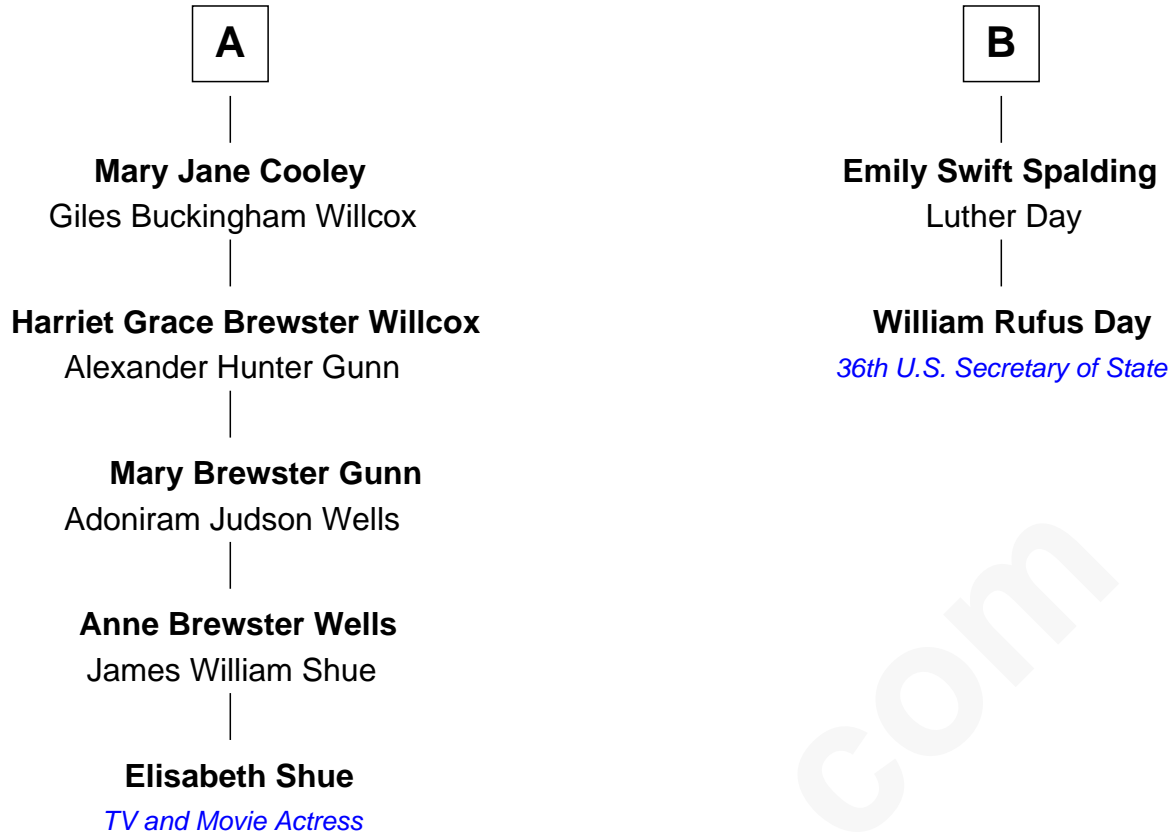 A
Mary Jane Cooley
Giles Buckingham Willcox
Harriet Grace Brewster Willcox
Alexander Hunter Gunn
Mary Brewster Gunn
Adoniram Judson Wells
Anne Brewster Wells
James William Shue
Elisabeth Shue
TV and Movie Actress
B
Emily Swift Spalding
Luther Day
William Rufus Day
36th U.S. Secretary of State
com